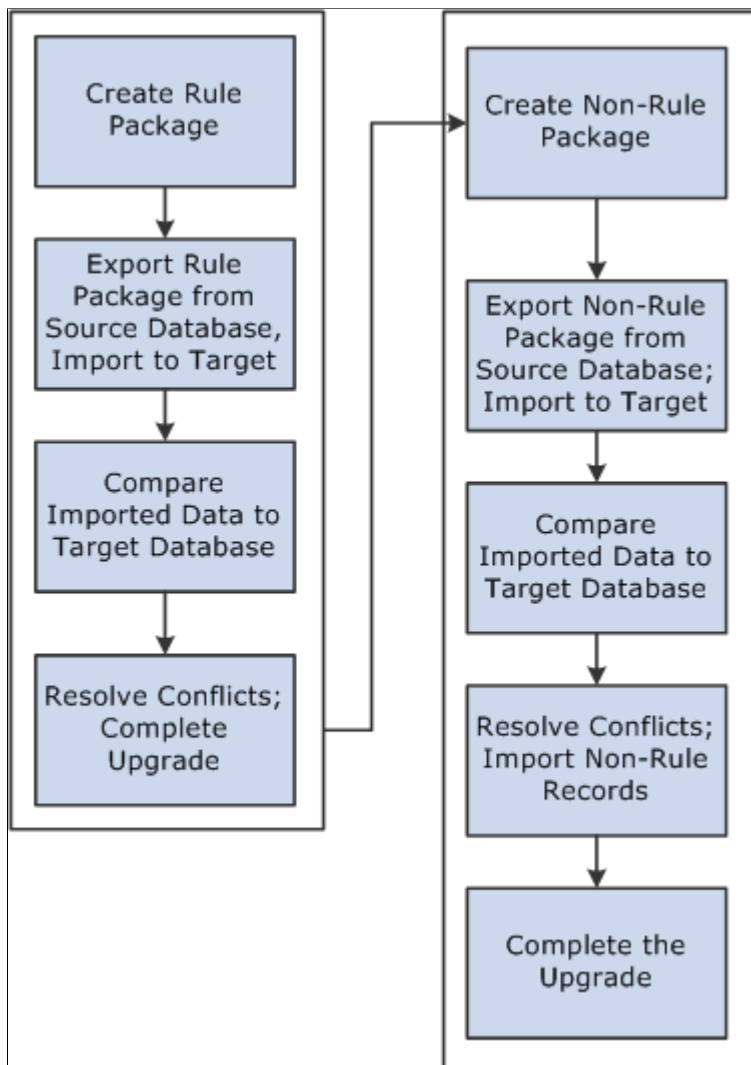 Create Rule
Package
Export Rule
Package from
Source Database,
Import to Target
Compare
Imported Data to
Target Database
Resolve Conflicts;
Complete
Upgrade
Create Non-Rule
Package
Export Non-Rule
Package from
Source Database;
Import to Target
Compare
Imported Data to
Target Database
Resolve Conflicts;
Import Non-Rule
Records
Complete the
Upgrade